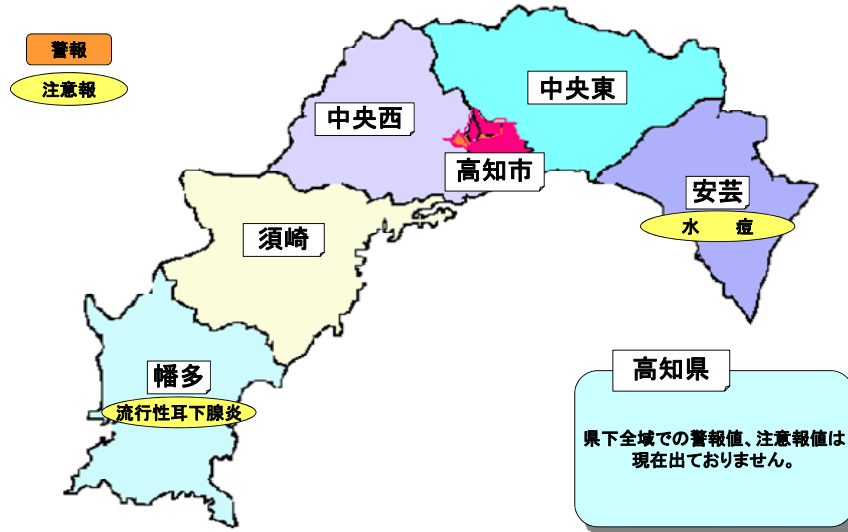 警報
注意報
中央東
中央西
高知市
安芸
水　痘
須崎
幡多
流行性耳下腺炎
高知県
県下全域での警報値、注意報値は
現在出ておりません。